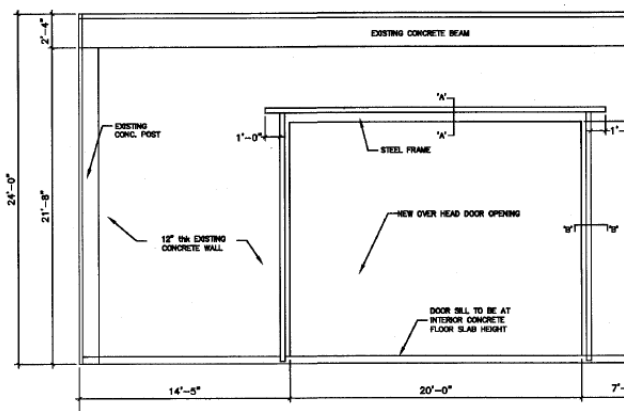 2'-4"
EXISTING CONCRETE BEAM
'A'
EXISTING
CONC. POST
1'-0"
'A'
1'-
STEEL FRAME
24'-0"
21'-8"
NEW OVER HEAD DOOR OPENING
'B'
'B'
12" thk EXISTING
CONCRETE WALL
DOOR SILL TO BE AT
INTERIOR CONCRETE
FLOOR SLAB HEIGHT
14'-5"
20'-0"
7'-